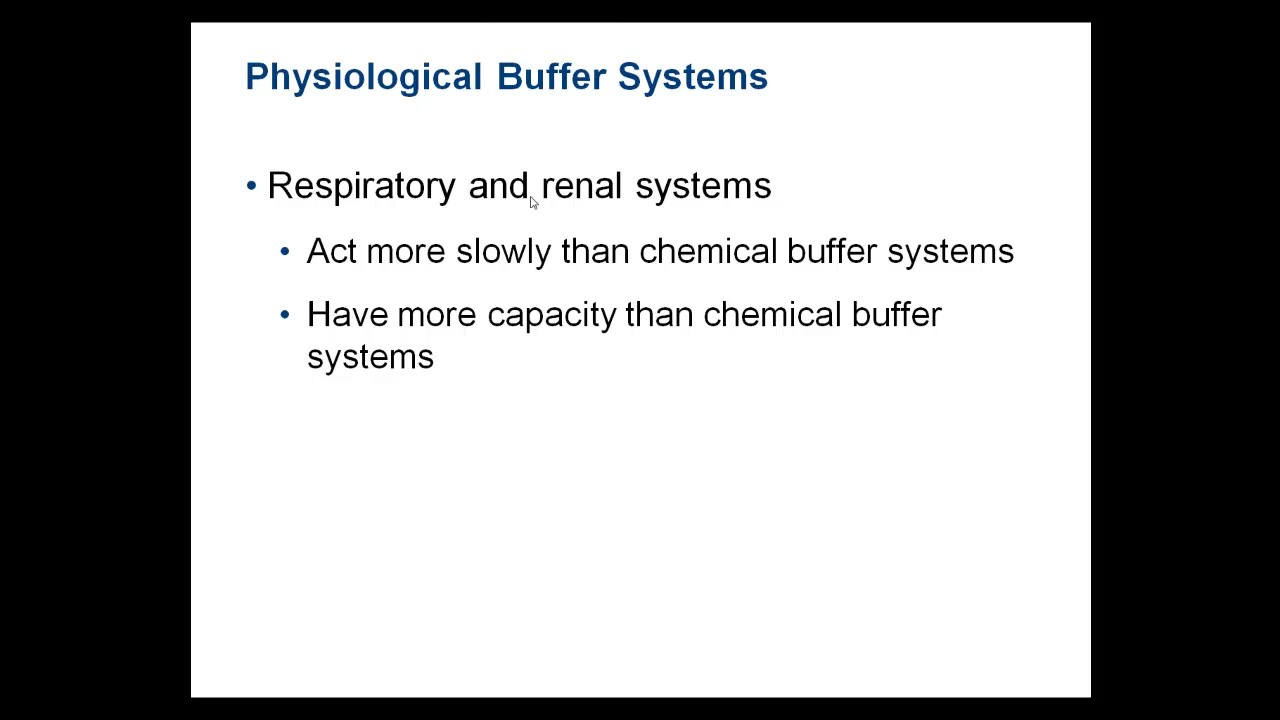 Physiological Buffer Systems
• Respiratory and renal systems
• Act more slowly than chemical buffer systems
• Have more capacity than chemical buffer
systems